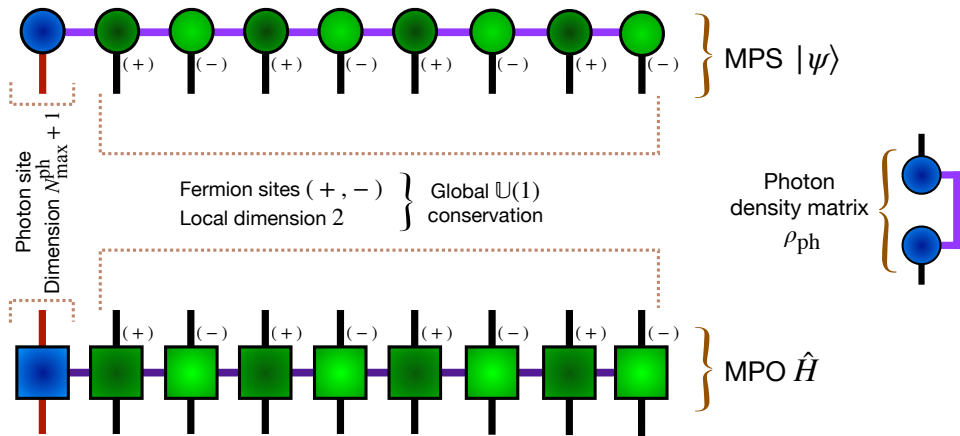 (+) (−) (+) (−) (+) (−) (+) (−)
MPS |ψ⟩
Photon site
Dimension N^ph_max + 1
Fermion sites (+, −)
Local dimension 2
Global 𝕌(1)
conservation
Photon
density matrix
ρ_ph
(+) (−) (+) (−) (+) (−) (+) (−)
MPO Ĥ